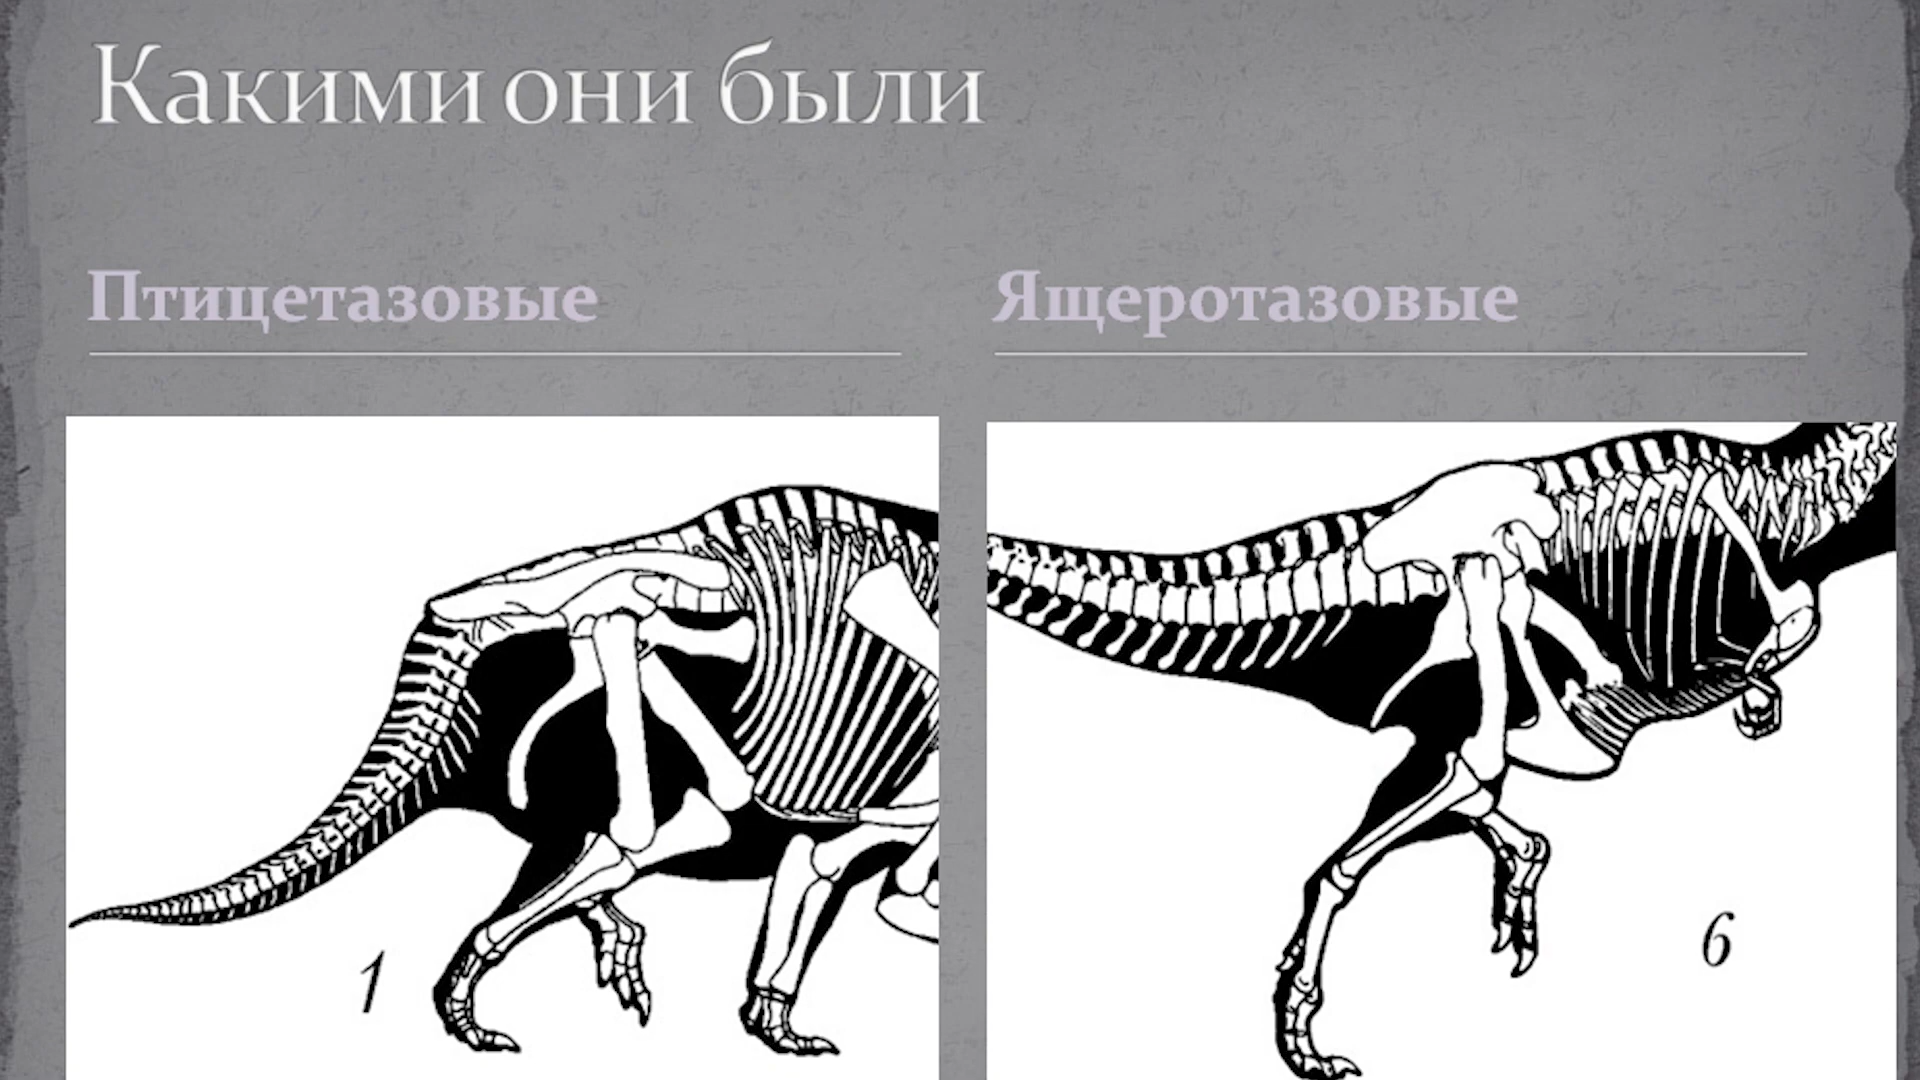 Какими они были
Птицетазовые
Ящеротазовые
1
6